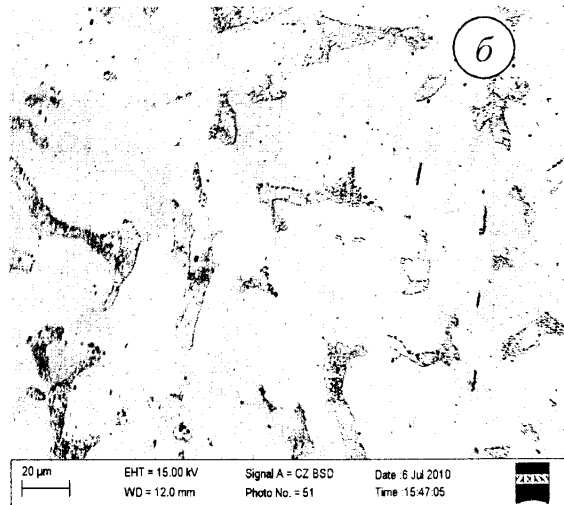 б
20 µm
EHT = 15.00 kV
WD = 12.0 mm
Signal A = CZ BSD
Photo No. = 51
Date :6 Jul 2010
Time :15:47:05
ZEISS